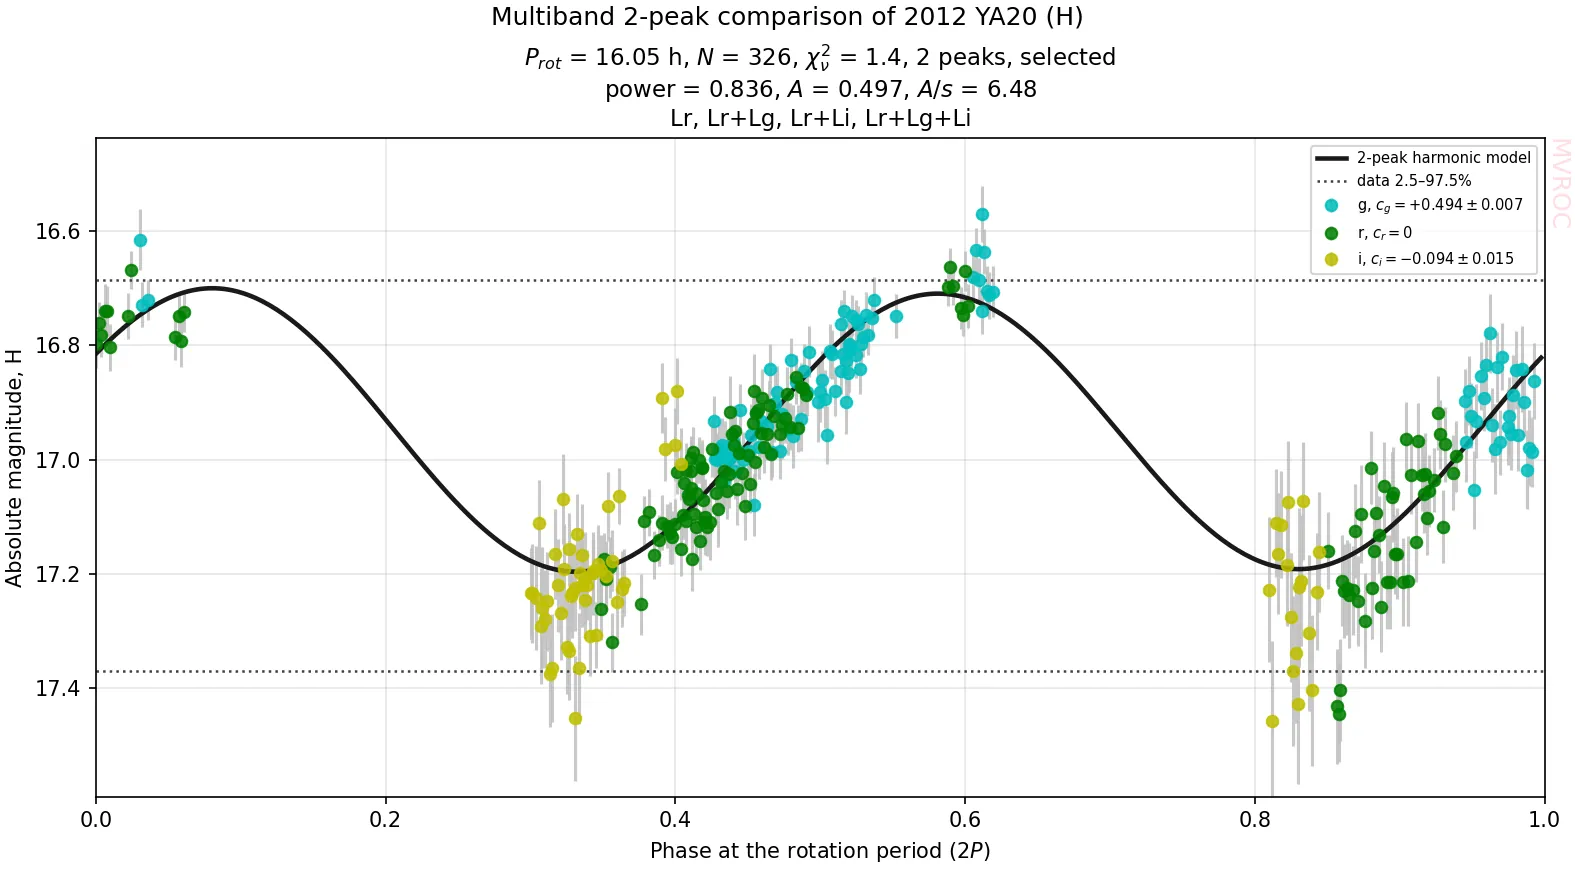 Multiband 2-peak comparison of 2012 YA20 (H)
P_rot = 16.05 h, N = 326, χ²_ν = 1.4, 2 peaks, selected
power = 0.836, A = 0.497, A/s = 6.48
Lr, Lr+Lg, Lr+Li, Lr+Lg+Li
2-peak harmonic model
data 2.5–97.5%
g, c_g = +0.494 ± 0.007
r, c_r = 0
i, c_i = −0.094 ± 0.015
MVROC
Absolute magnitude, H
16.6
16.8
17.0
17.2
17.4
0.0 0.2 0.4 0.6 0.8 1.0
Phase at the rotation period (2P)